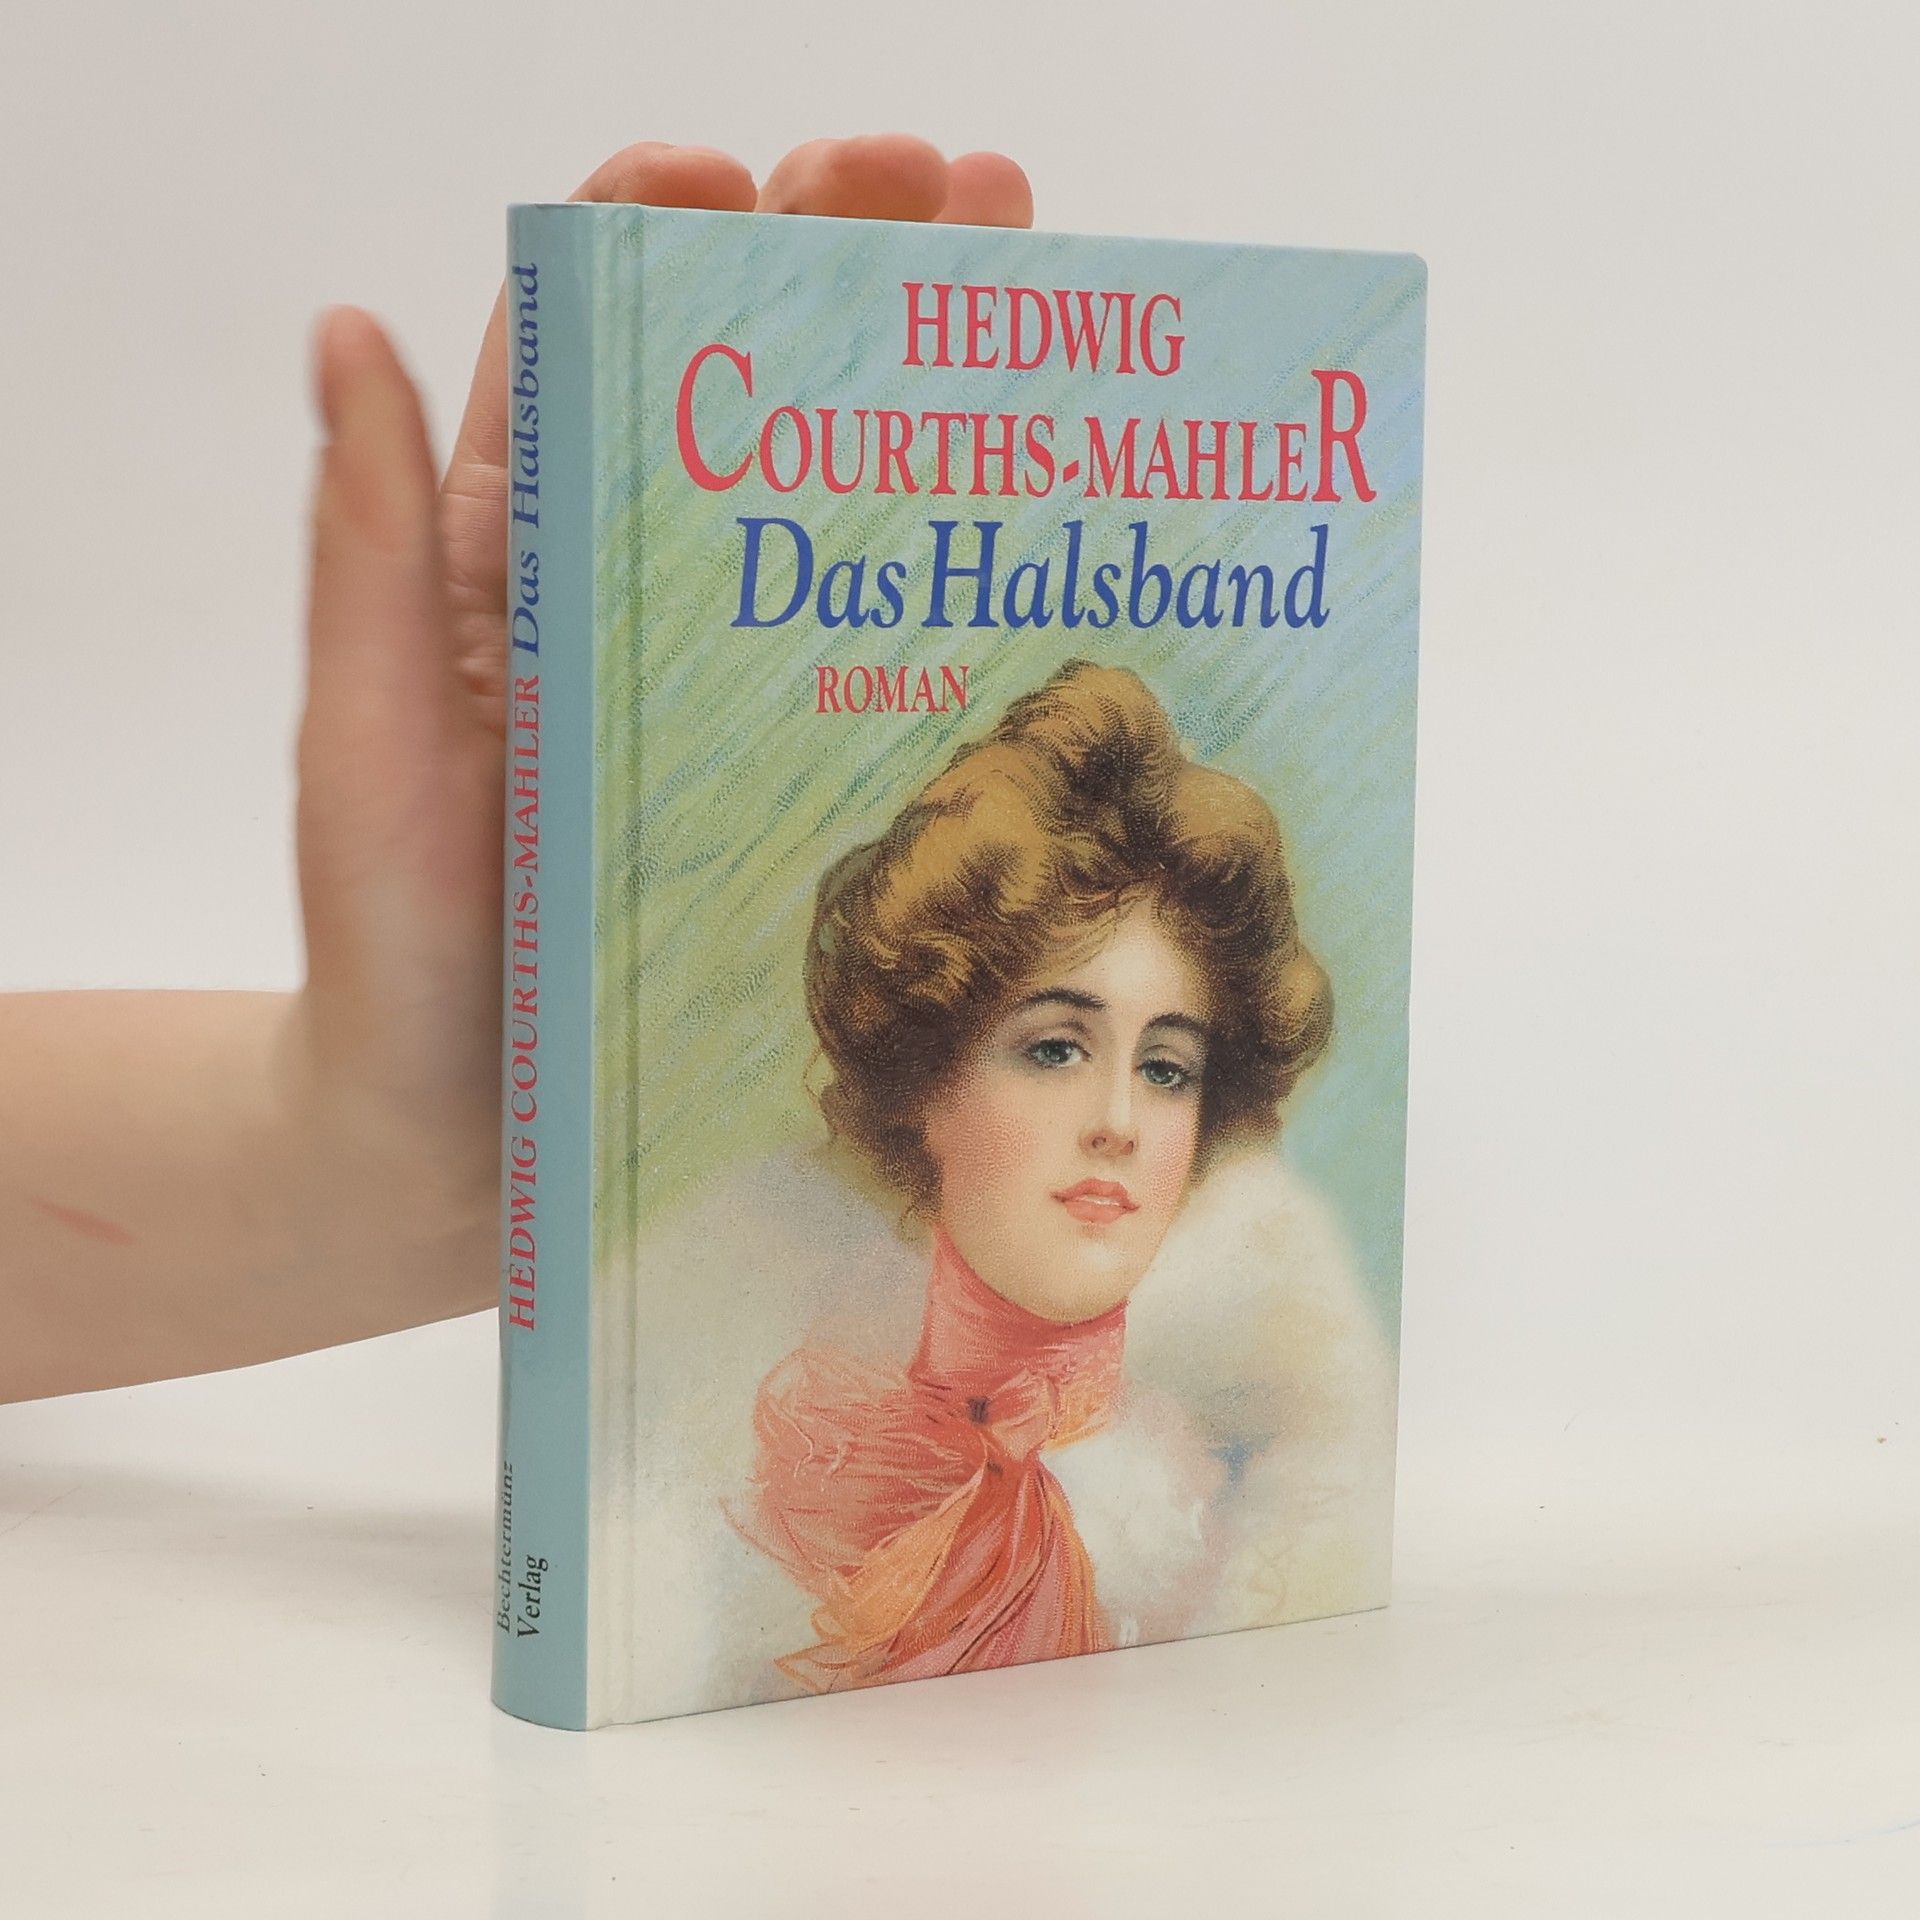 HEDWIG
COURTHS-MAHLER
Das Halsband
ROMAN
HEDWIG COURTHS-MAHLER Das Halsband
Bechtermünz
Verlag